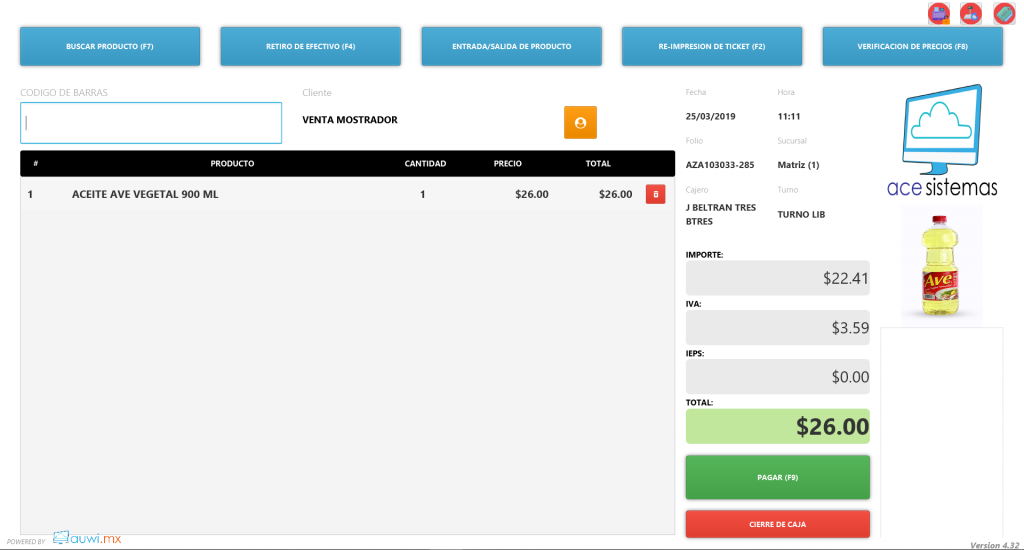 BUSCAR PRODUCTO (F7)
RETIRO DE EFECTIVO (F4)
ENTRADA/SALIDA DE PRODUCTO
RE-IMPRESION DE TICKET (F2)
VERIFICACION DE PRECIOS (F8)
CODIGO DE BARRAS
Cliente
VENTA MOSTRADOR
Fecha
Hora
25/03/2019
11:11
Folio
Sucursal
AZA103033-285
Matriz (1)
Cajero
Turno
J BELTRAN TRES
BTRES
TURNO LIB
ace sistemas
# PRODUCTO CANTIDAD PRECIO TOTAL
1 ACEITE AVE VEGETAL 900 ML 1 $26.00 $26.00
Ave
IMPORTE:
$22.41
IVA:
$3.59
IEPS:
$0.00
TOTAL:
$26.00
PAGAR (F9)
CIERRE DE CAJA
POWERED BY auwi.mx
Version 4.32